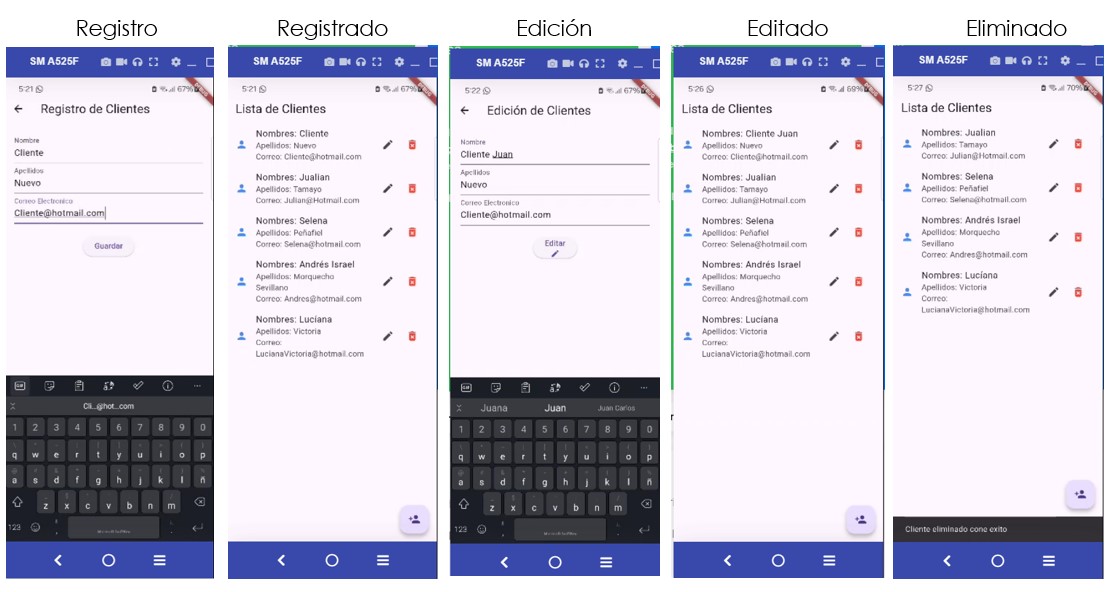 Registro
SM A525F
5:21
67%
Registro de Clientes
Nombre
Cliente
Apellidos
Nuevo
Correo Electronico
Cliente@hotmail.com
Guardar
GIF
Cli...@hot...com
1 2 3 4 5 6 7 8 9 0
q w e r t y u i o p
a s d f g h j k l ñ
z x c v b n m
123
Registrado
SM A525F
5:21
67%
Lista de Clientes
Nombres: Cliente
Apellidos: Nuevo
Correo: Cliente@hotmail.com
Nombres: Jualian
Apellidos: Tamayo
Correo: Julian@Hotmail.com
Nombres: Selena
Apellidos: Peñafiel
Correo: Selena@hotmail.com
Nombres: Andrés Israel
Apellidos: Morquecho
Sevillano
Correo: Andres@hotmail.com
Nombres: Luciana
Apellidos: Victoria
Correo:
LucianaVictoria@hotmail.com
Edición
SM A525F
5:22
67%
Edición de Clientes
Nombre
Cliente Juan
Apellidos
Nuevo
Correo Electronico
Cliente@hotmail.com
Editar
GIF
Juana Juan Juan Carlos
1 2 3 4 5 6 7 8 9 0
q w e r t y u i o p
a s d f g h j k l ñ
z x c v b n m
123
Editado
SM A525F
5:26
69%
Lista de Clientes
Nombres: Cliente Juan
Apellidos: Nuevo
Correo: Cliente@hotmail.com
Nombres: Jualian
Apellidos: Tamayo
Correo: Julian@Hotmail.com
Nombres: Selena
Apellidos: Peñafiel
Correo: Selena@hotmail.com
Nombres: Andrés Israel
Apellidos: Morquecho
Sevillano
Correo: Andres@hotmail.com
Nombres: Luciana
Apellidos: Victoria
Correo:
LucianaVictoria@hotmail.com
Eliminado
SM A525F
5:27
70%
Lista de Clientes
Nombres: Jualian
Apellidos: Tamayo
Correo: Julian@Hotmail.com
Nombres: Selena
Apellidos: Peñafiel
Correo: Selena@hotmail.com
Nombres: Andrés Israel
Apellidos: Morquecho
Sevillano
Correo: Andres@hotmail.com
Nombres: Luciana
Apellidos: Victoria
Correo:
LucianaVictoria@hotmail.com
Cliente eliminado cone exito